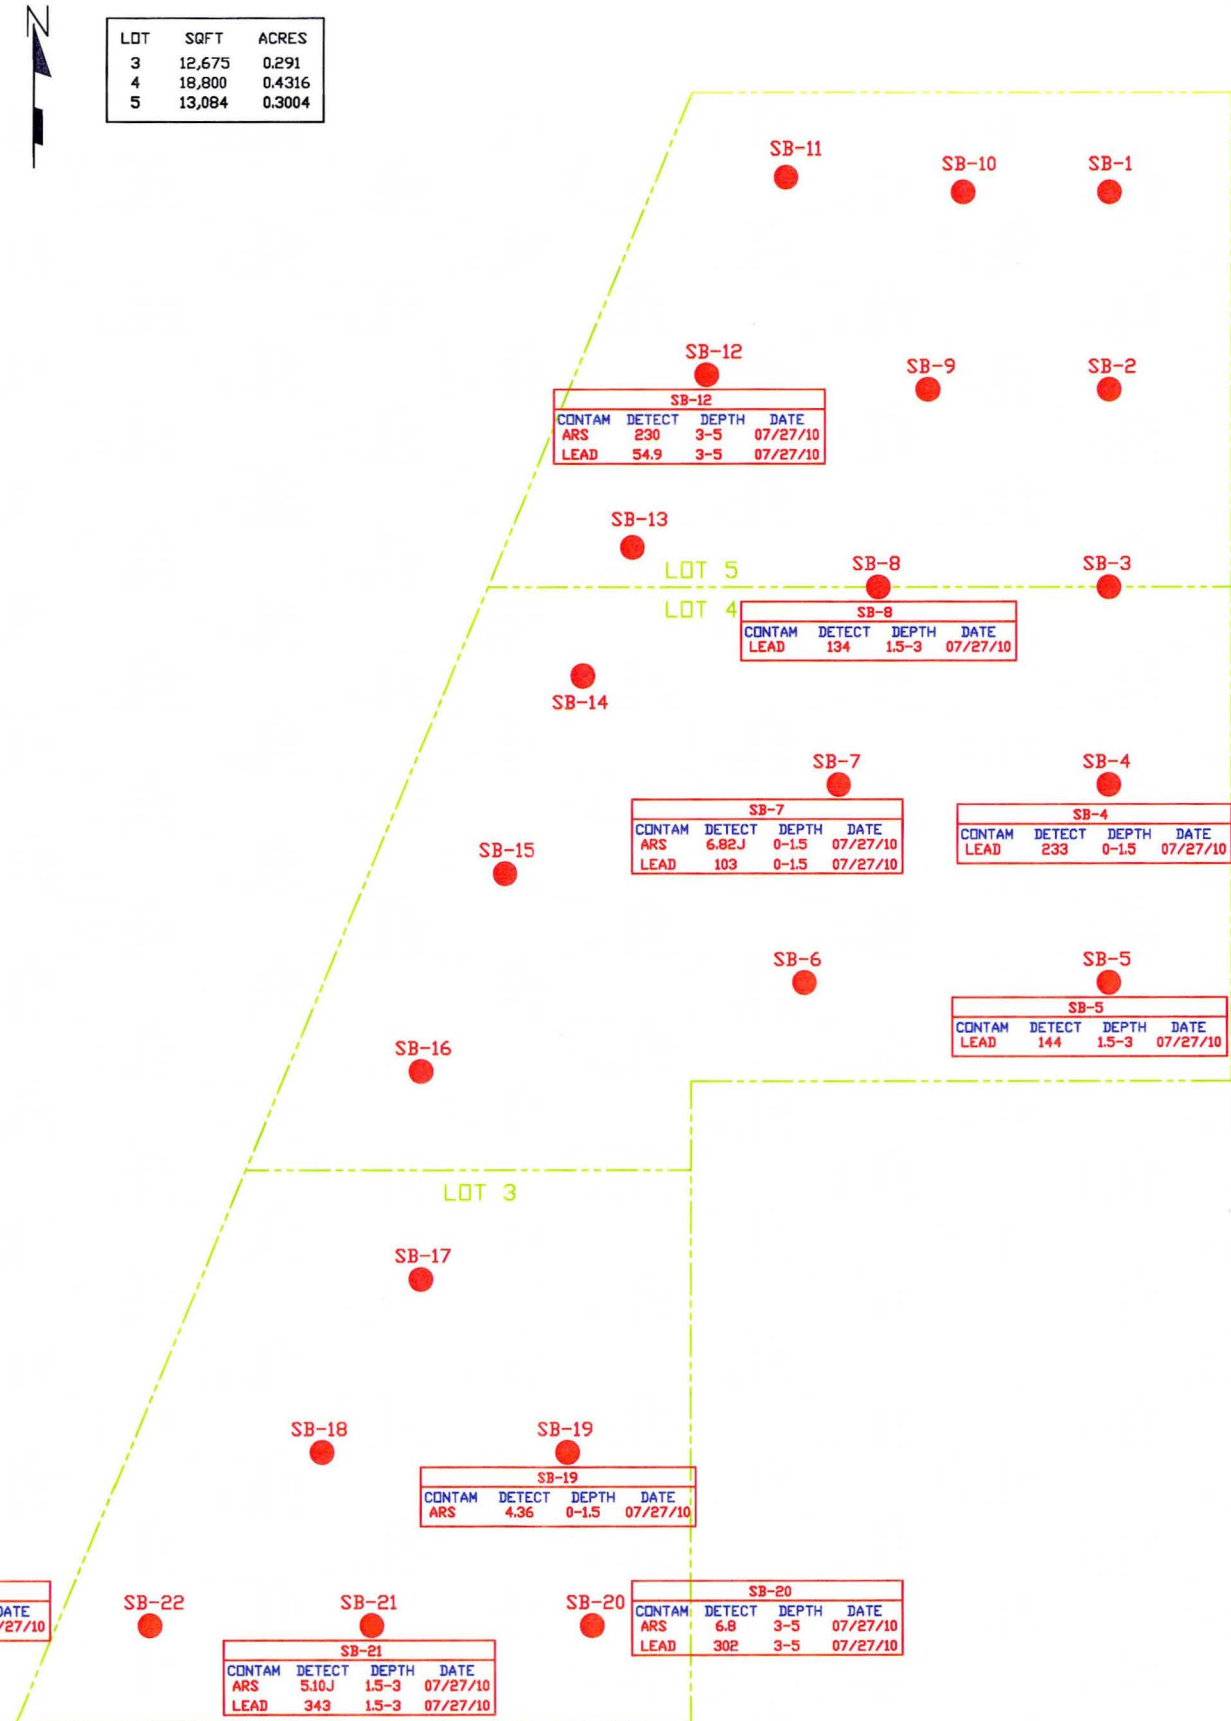 N
LOT SQFT ACRES
3 12,675 0.291
4 18,800 0.4316
5 13,084 0.3004
SB-11
SB-10
SB-1
SB-12
SB-9
SB-2
SB-12
CONTAM DETECT DEPTH DATE
ARS 230 3-5 07/27/10
LEAD 54.9 3-5 07/27/10
SB-13
LOT 5
SB-8
SB-3
LOT 4
SB-8
CONTAM DETECT DEPTH DATE
LEAD 134 1.5-3 07/27/10
SB-14
SB-7
SB-4
SB-7
CONTAM DETECT DEPTH DATE
ARS 6.82J 0-1.5 07/27/10
LEAD 103 0-1.5 07/27/10
SB-4
CONTAM DETECT DEPTH DATE
LEAD 233 0-1.5 07/27/10
SB-15
SB-6
SB-5
SB-5
CONTAM DETECT DEPTH DATE
LEAD 144 1.5-3 07/27/10
SB-16
LOT 3
SB-17
SB-18
SB-19
SB-19
CONTAM DETECT DEPTH DATE
ARS 4.36 0-1.5 07/27/10
DATE
/27/10
SB-22
SB-21
SB-20
SB-20
CONTAM DETECT DEPTH DATE
ARS 6.8 3-5 07/27/10
LEAD 302 3-5 07/27/10
SB-21
CONTAM DETECT DEPTH DATE
ARS 5.10J 1.5-3 07/27/10
LEAD 343 1.5-3 07/27/10